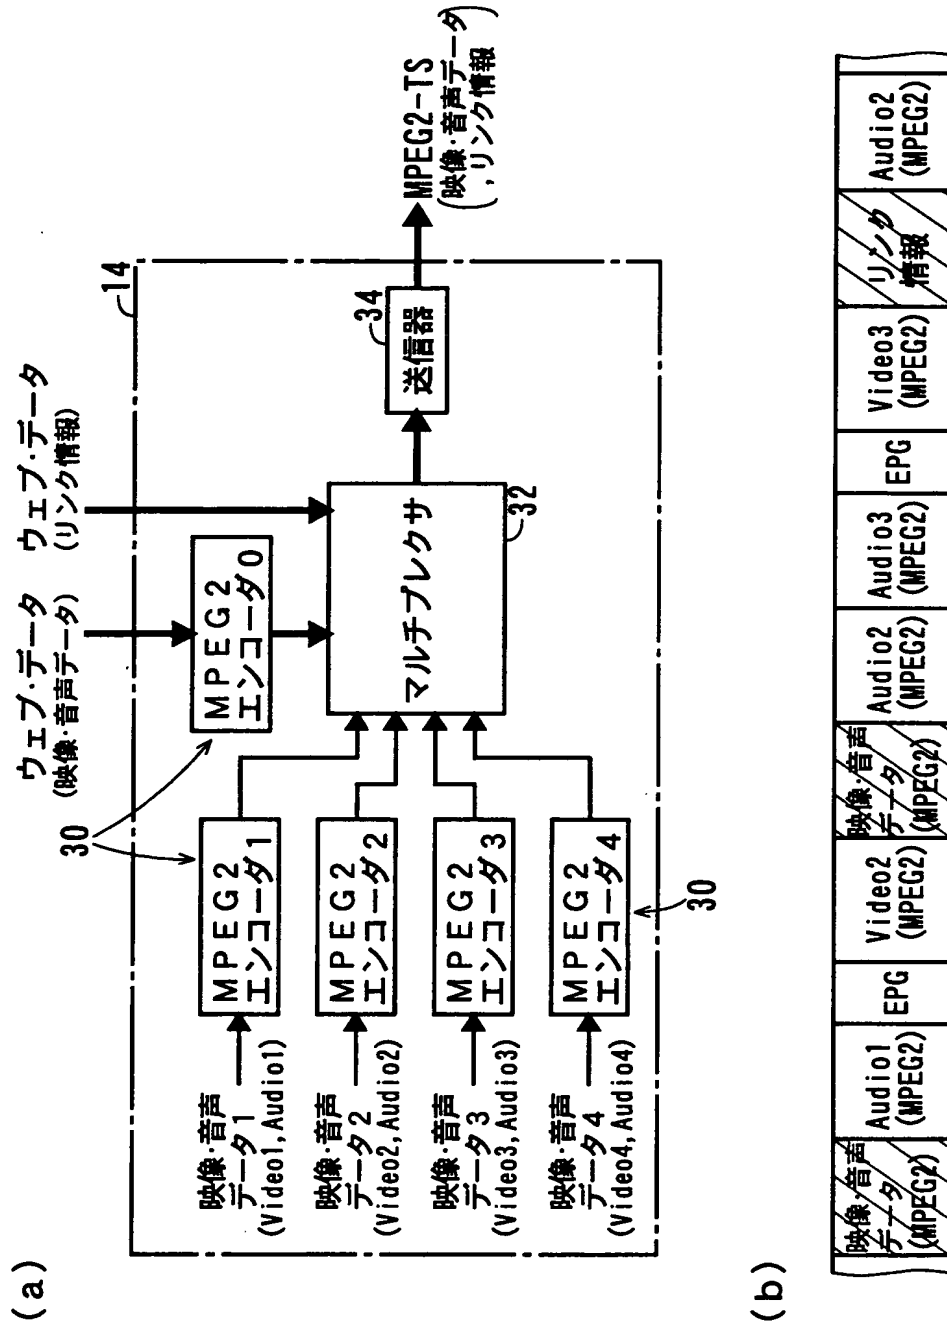 (a)
ウェブ・データ
(映像・音声データ)
ウェブ・データ
(リンク情報)
14
30
映像・音声
データ1
(Video1,Audio1)
MPEG2
エンコーダ1
MPEG2
エンコーダ0
映像・音声
データ2
(Video2,Audio2)
MPEG2
エンコーダ2
映像・音声
データ3
(Video3,Audio3)
MPEG2
エンコーダ3
映像・音声
データ4
(Video4,Audio4)
MPEG2
エンコーダ4
30
マルチプレクサ
32
送信器
34
MPEG2-TS
(映像・音声データ
,リンク情報)
(b)
映像・音声
データ
(MPEG2)
Audio1
(MPEG2)
EPG
Video2
(MPEG2)
映像・音声
データ
(MPEG2)
Audio2
(MPEG2)
Audio3
(MPEG2)
EPG
Video3
(MPEG2)
リンク
情報
Audio2
(MPEG2)